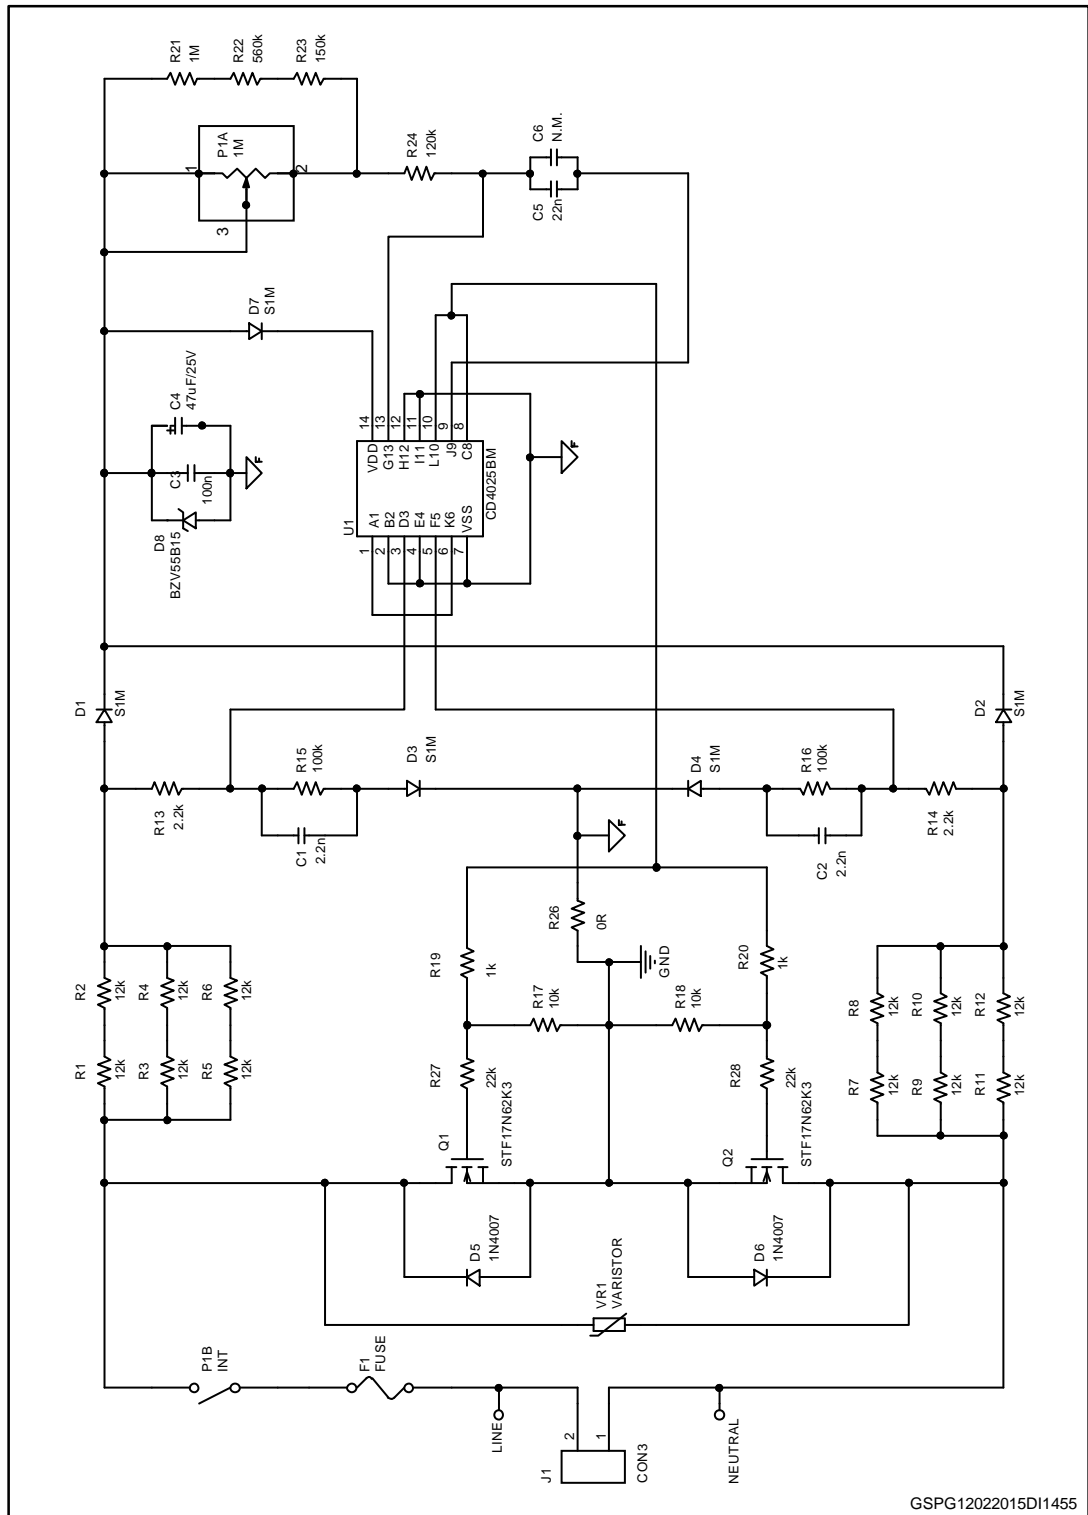 R21
1M
R22
560k
R23
150k
P1A
1M
1
2
3
R24
120k
C6
N.M.
C5
22n
D7
S1M
C4
47uF/25V
C3
100n
D8
BZV55B15
F
U1
CD4025BM
14
13
12
11
10
9
8
VDD
G13
H12
I11
L10
J9
C8
A1
B2
D3
E4
F5
K6
VSS
1
2
3
4
5
6
7
F
D1
S1M
D2
S1M
R13
2.2k
R15
100k
C1
2.2n
D3
S1M
D4
S1M
R16
100k
C2
2.2n
R14
2.2k
F
R26
0R
GND
R19
1k
R20
1k
R17
10k
R18
10k
R27
22k
R28
22k
R2
12k
R4
12k
R6
12k
R1
12k
R3
12k
R5
12k
R8
12k
R10
12k
R12
12k
R7
12k
R9
12k
R11
12k
Q1
STF17N62K3
Q2
STF17N62K3
D5
1N4007
D6
1N4007
VR1
VARISTOR
P1B
INT
F1
FUSE
LINE
NEUTRAL
J1
2
1
CON3
GSPG12022015DI1455